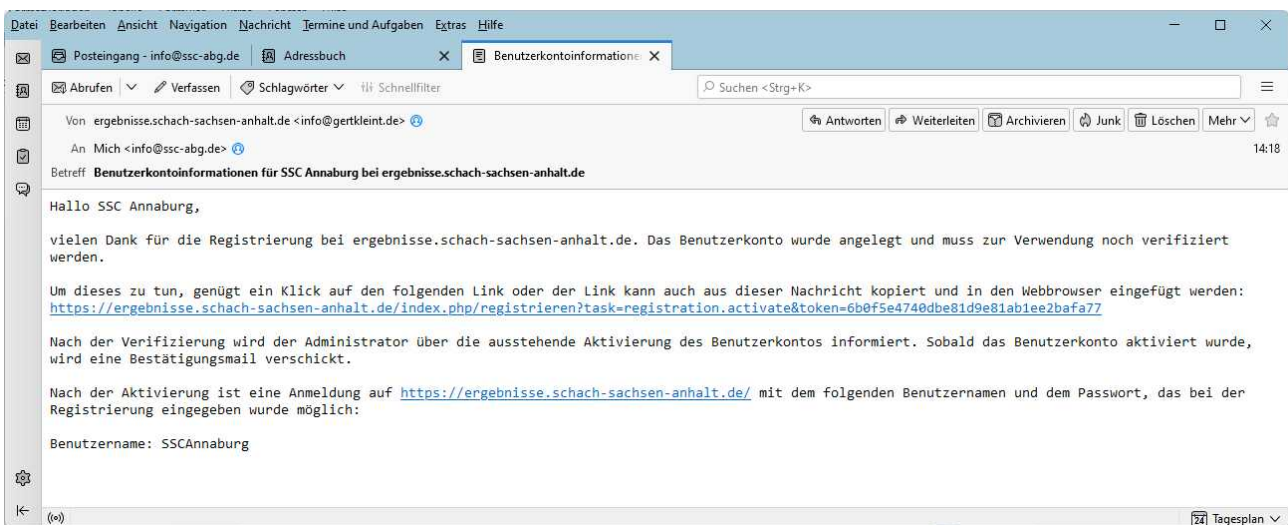 Datei Bearbeiten Ansicht Navigation Nachricht Termine und Aufgaben Extras Hilfe
Posteingang - info@ssc-abg.de Adressbuch Benutzerkontoinformatione
Abrufen Verfassen Schlagwörter Schnellfilter Suchen <Strg+K>
Von ergebnisse.schach-sachsen-anhalt.de <info@gertkleint.de> Antworten Weiterleiten Archivieren Junk Löschen Mehr
An Mich <info@ssc-abg.de> 14:18
Betreff Benutzerkontoinformationen für SSC Annaburg bei ergebnisse.schach-sachsen-anhalt.de
Hallo SSC Annaburg,
vielen Dank für die Registrierung bei ergebnisse.schach-sachsen-anhalt.de. Das Benutzerkonto wurde angelegt und muss zur Verwendung noch verifiziert
werden.
Um dieses zu tun, genügt ein Klick auf den folgenden Link oder der Link kann auch aus dieser Nachricht kopiert und in den Webbrowser eingefügt werden:
https://ergebnisse.schach-sachsen-anhalt.de/index.php/registrieren?task=registration.activate&token=6b0f5e4740dbe81d9e81ab1ee2bafa77
Nach der Verifizierung wird der Administrator über die ausstehende Aktivierung des Benutzerkontos informiert. Sobald das Benutzerkonto aktiviert wurde,
wird eine Bestätigungsmail verschickt.
Nach der Aktivierung ist eine Anmeldung auf https://ergebnisse.schach-sachsen-anhalt.de/ mit dem folgenden Benutzernamen und dem Passwort, das bei der
Registrierung eingegeben wurde möglich:
Benutzername: SSCAnnaburg
24 Tagesplan